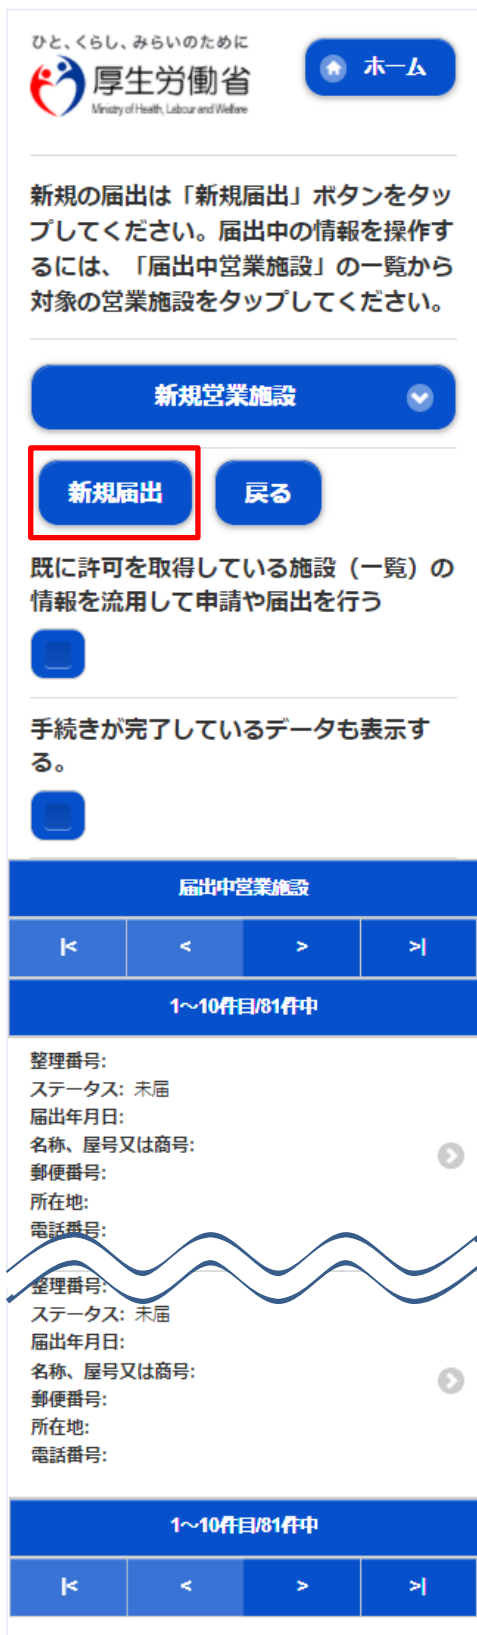 ひと、くらし、みらいのために
厚生労働省
Ministry of Health, Labour and Welfare
ホーム
新規の届出は「新規届出」ボタンをタッ
プしてください。届出中の情報を操作す
るには、「届出中営業施設」の一覧から
対象の営業施設をタップしてください。
新規営業施設
新規届出 戻る
既に許可を取得している施設（一覧）の
情報を流用して申請や届出を行う
手続きが完了しているデータも表示す
る。
届出中営業施設
|< < > >|
1～10件目/81件中
整理番号:
ステータス: 未届
届出年月日:
名称、屋号又は商号:
郵便番号:
所在地:
電話番号:
整理番号:
ステータス: 未届
届出年月日:
名称、屋号又は商号:
郵便番号:
所在地:
電話番号:
1～10件目/81件中
|< < > >|